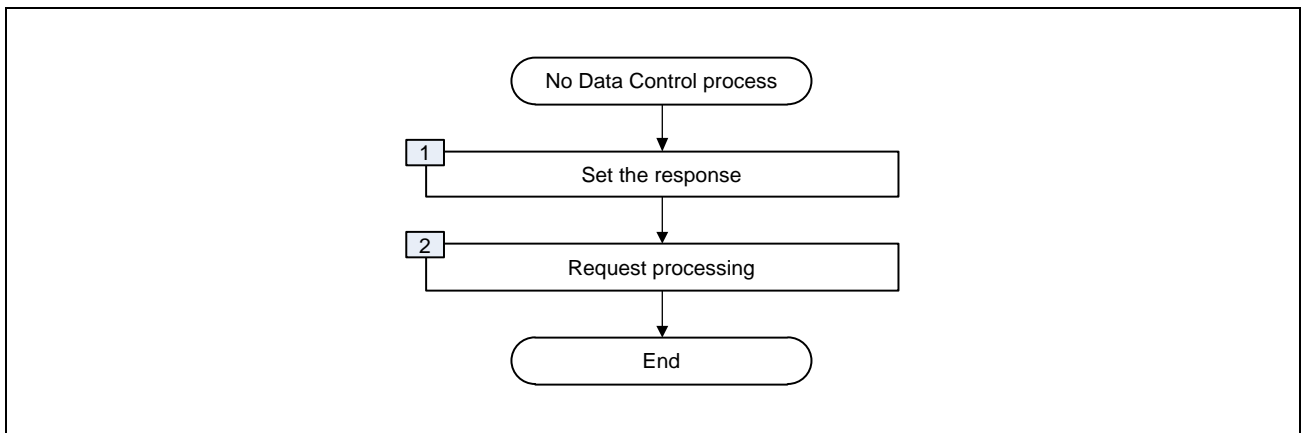 No Data Control process
1
Set the response
2
Request processing
End